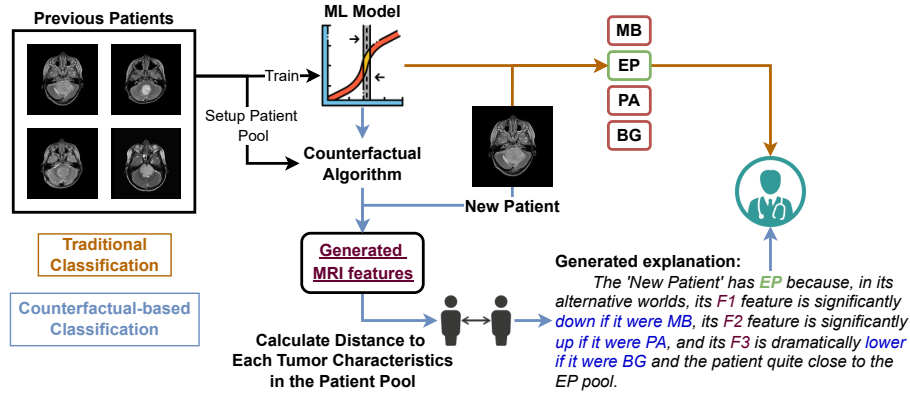 Previous Patients
ML Model
Train
Setup Patient
Pool
Counterfactual
Algorithm
MB
EP
PA
BG
New Patient
Traditional
Classification
Counterfactual-based
Classification
Generated
MRI features
Calculate Distance to
Each Tumor Characteristics
in the Patient Pool
Generated explanation:
The 'New Patient' has EP because, in its
alternative worlds, its F1 feature is significantly
down if it were MB, its F2 feature is significantly
up if it were PA, and its F3 is dramatically lower
if it were BG and the patient quite close to the
EP pool.